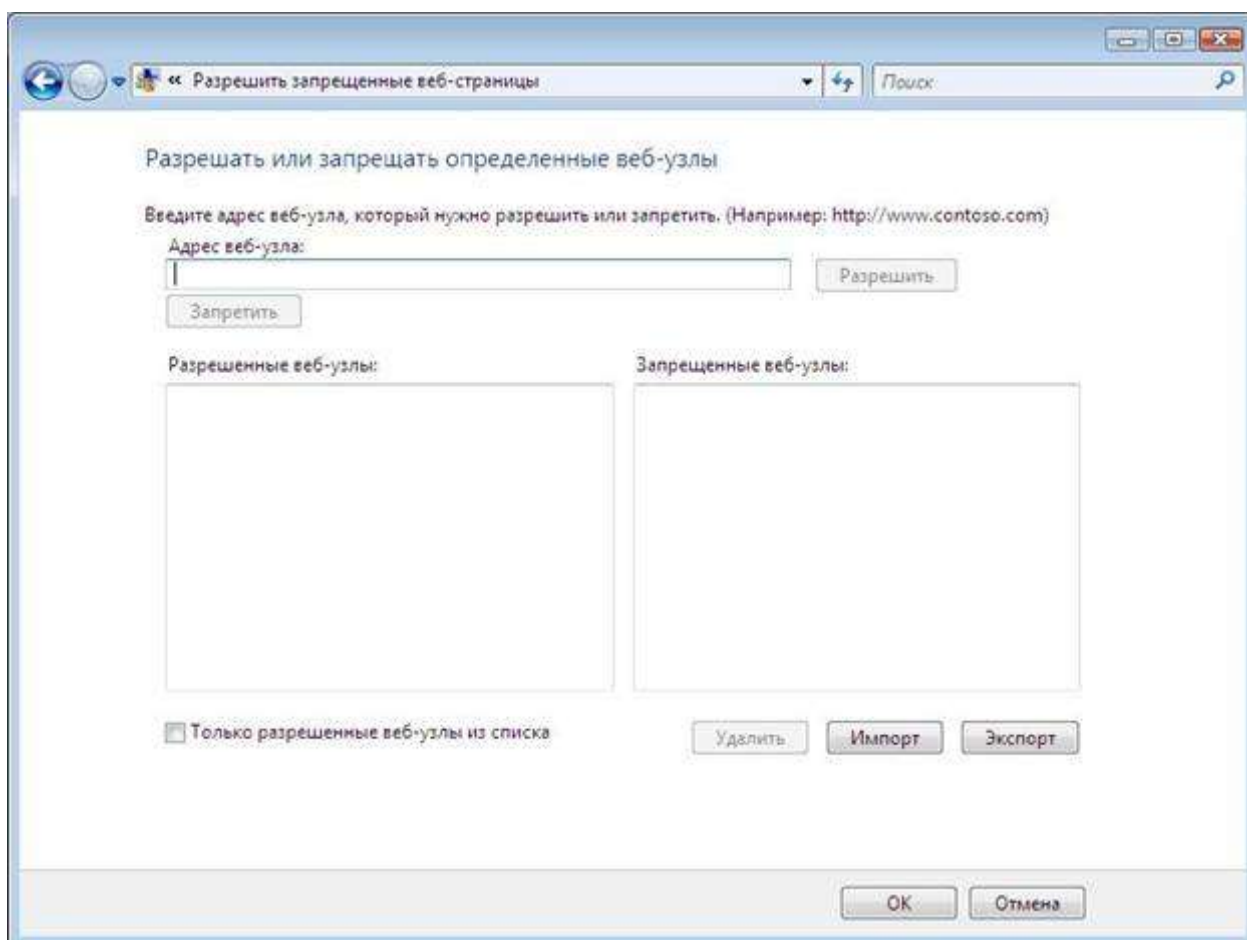 « Разрешить запрещенные веб-страницы
Поиск
Разрешать или запрещать определенные веб-узлы
Введите адрес веб-узла, который нужно разрешить или запретить. (Например: http://www.contoso.com)
Адрес веб-узла:
Разрешить
Запретить
Разрешенные веб-узлы:
Запрещенные веб-узлы:
Только разрешенные веб-узлы из списка
Удалить
Импорт
Экспорт
ОК
Отмена